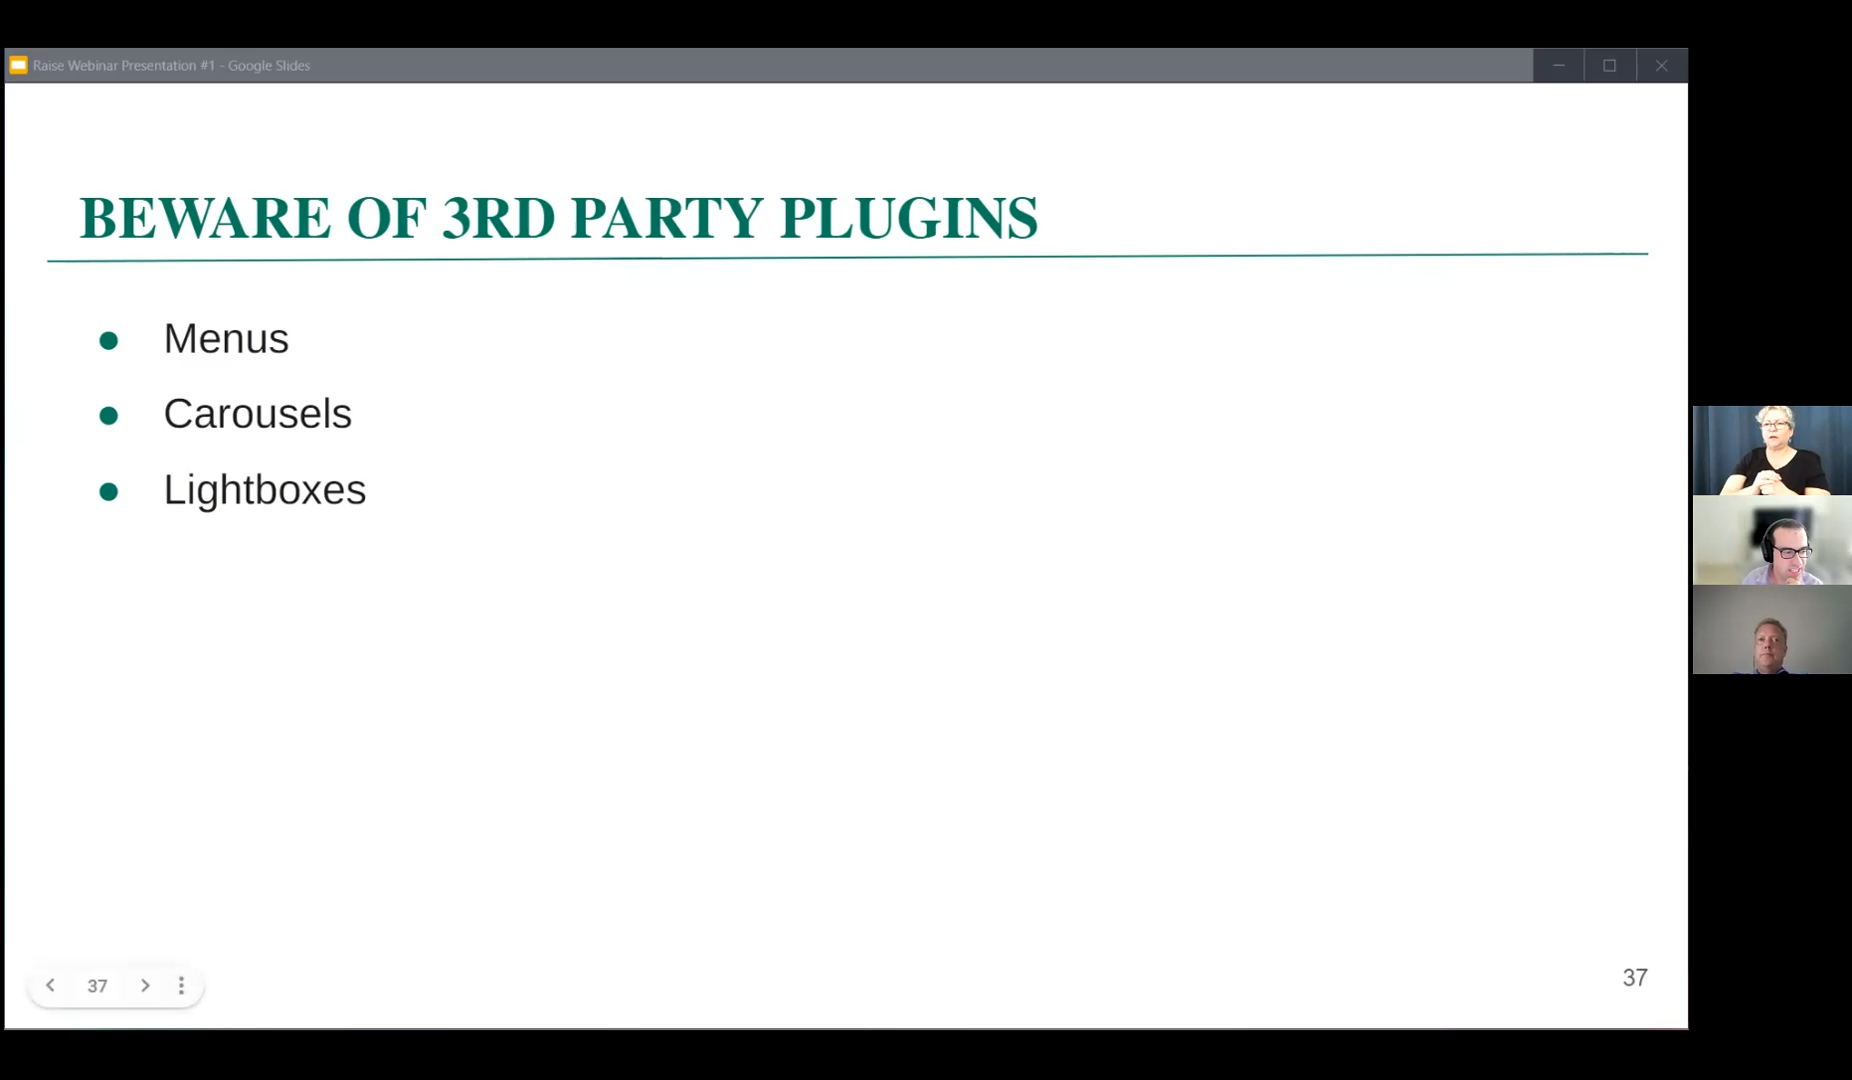 Raise Webinar Presentation #1 - Google Slides
BEWARE OF 3RD PARTY PLUGINS
Menus
Carousels
Lightboxes
37
37